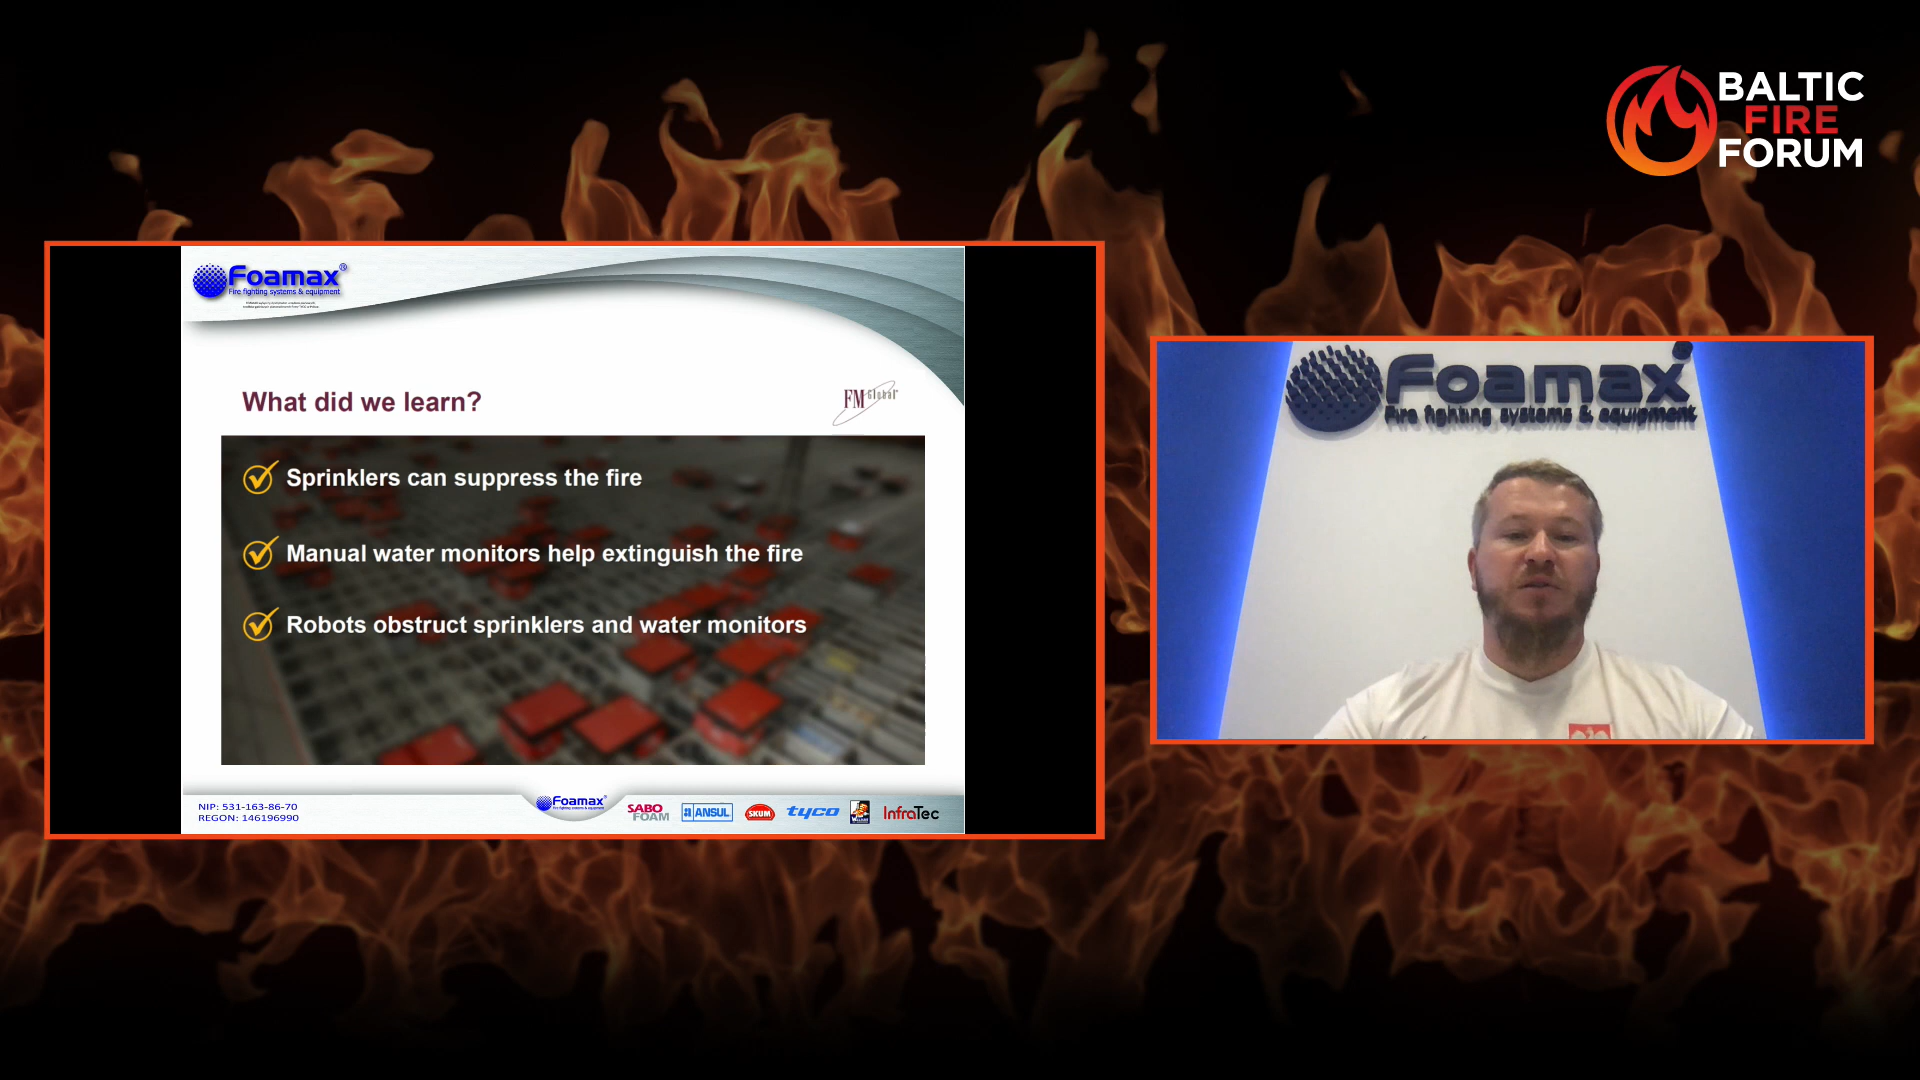 BALTIC
FIRE
FORUM
Foamax®
Fire fighting systems & equipment
What did we learn?
FM Global
Sprinklers can suppress the fire
Manual water monitors help extinguish the fire
Robots obstruct sprinklers and water monitors
NIP: 531-163-86-70
REGON: 146196990
Foamax®
SABO
FOAM
ANSUL
SKUM
tyco
InfraTec
Foamax
Fire fighting systems & equipment